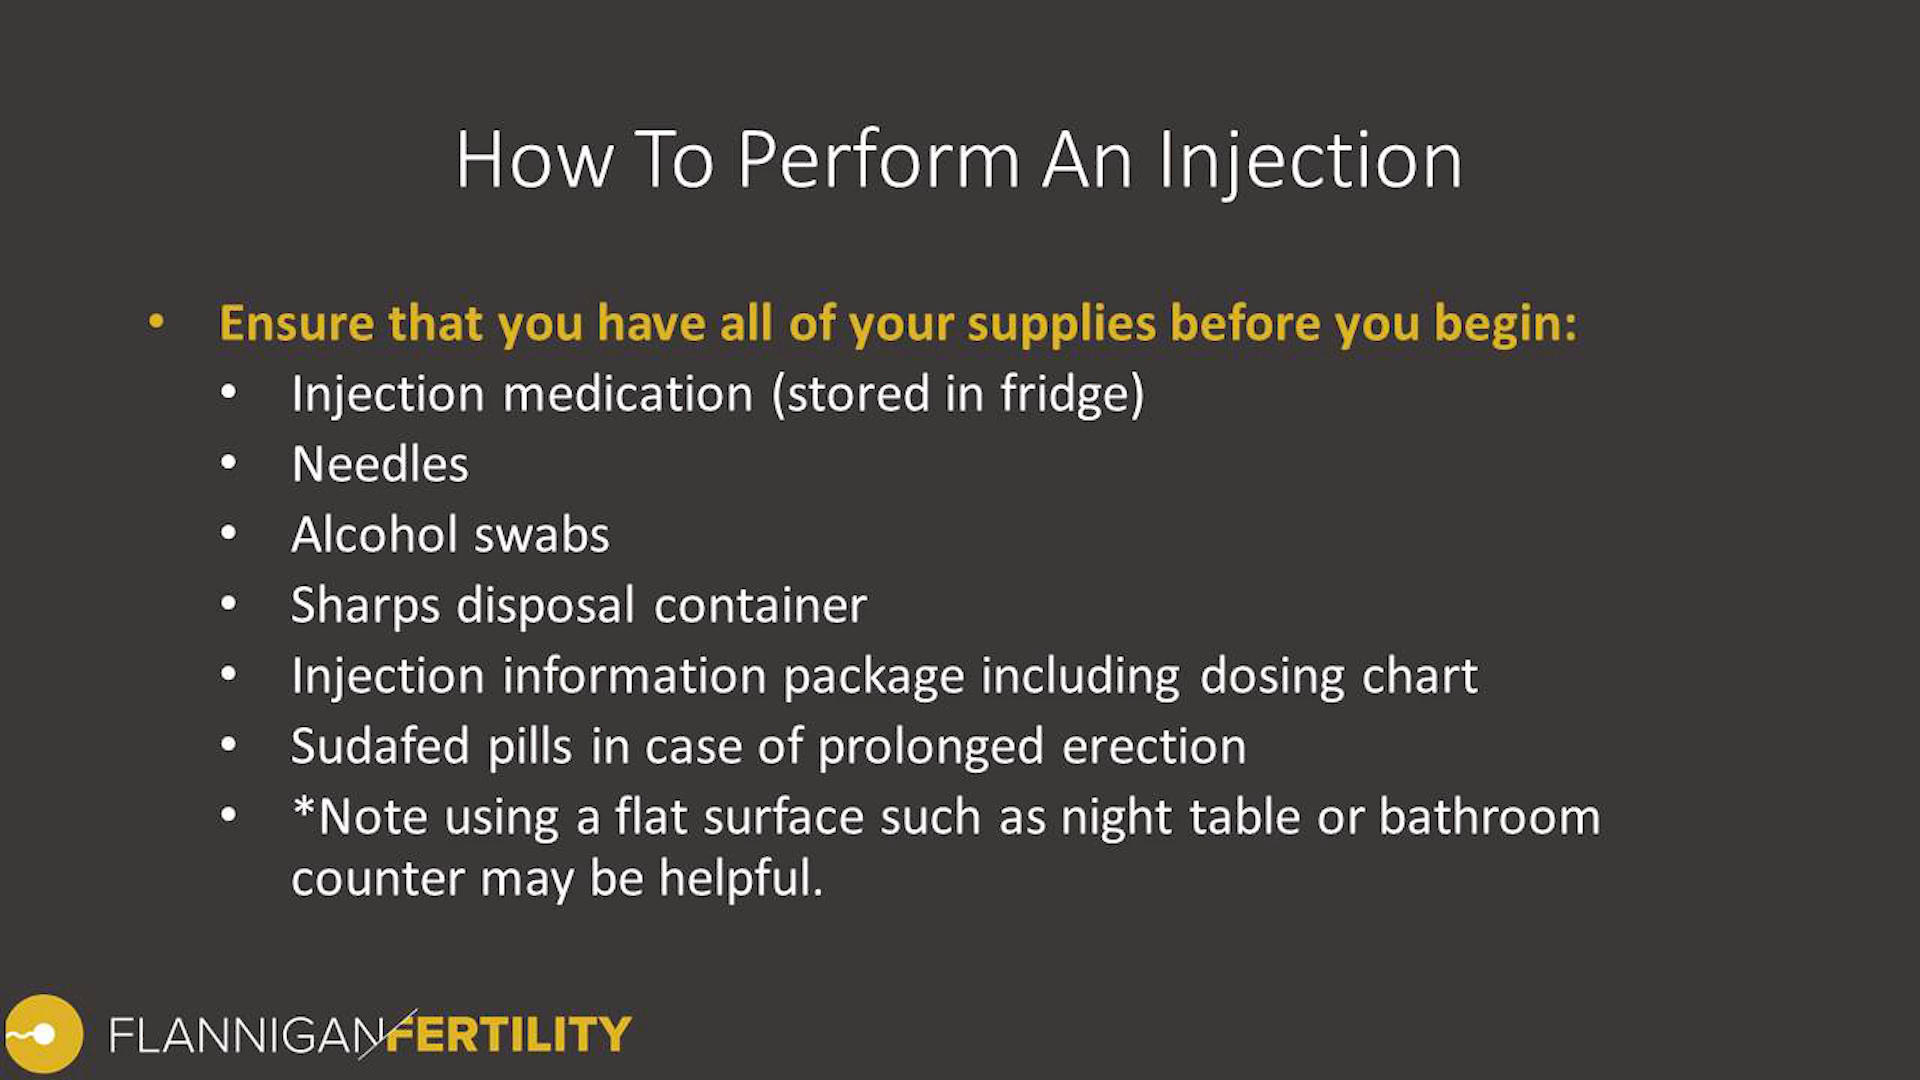 How To Perform An Injection
• Ensure that you have all of your supplies before you begin:
• Injection medication (stored in fridge)
• Needles
• Alcohol swabs
• Sharps disposal container
• Injection information package including dosing chart
• Sudafed pills in case of prolonged erection
• *Note using a flat surface such as night table or bathroom
counter may be helpful.
FLANNIGAN/FERTILITY